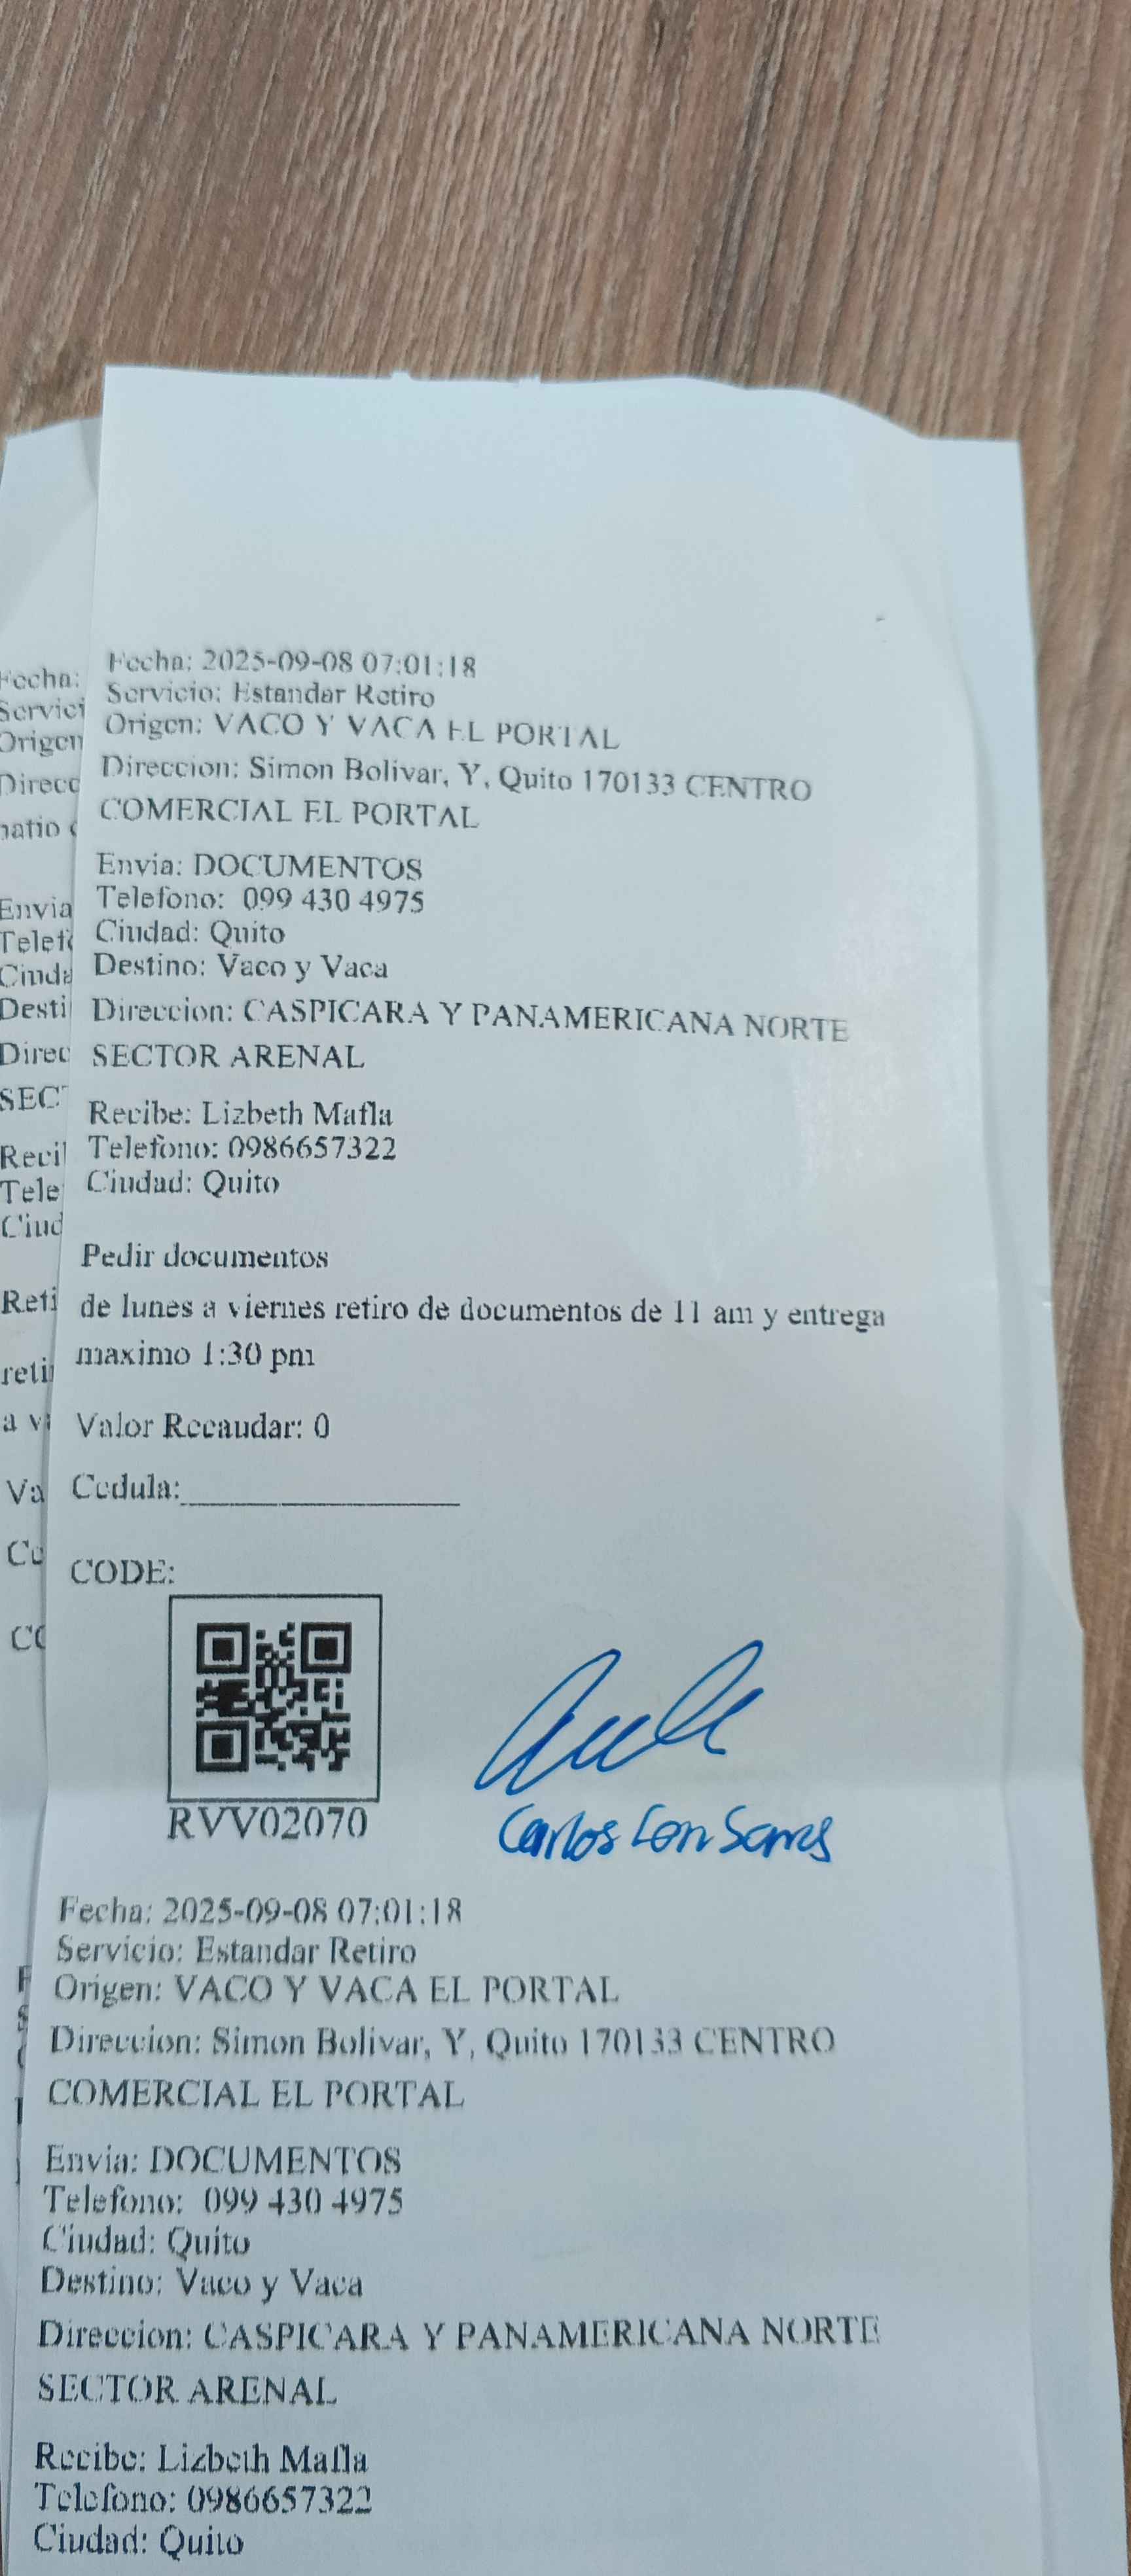 Fecha: 2025-09-08 07:01:18
Servicio: Estandar Retiro
Origen: VACO Y VACA EL PORTAL
Direccion: Simon Bolivar, Y, Quito 170133 CENTRO
COMERCIAL EL PORTAL
Envia: DOCUMENTOS
Telefono: 099 430 4975
Ciudad: Quito
Destino: Vaco y Vaca
Direccion: CASPICARA Y PANAMERICANA NORTE
SECTOR ARENAL
Recibe: Lizbeth Mafla
Telefono: 0986657322
Ciudad: Quito
Pedir documentos
de lunes a viernes retiro de documentos de 11 am y entrega
maximo 1:30 pm
Valor Recaudar: 0
Cedula:
CODE:
RVV02070
Carlos
Fecha: 2025-09-08 07:01:18
Servicio: Estandar Retiro
Origen: VACO Y VACA EL PORTAL
Direccion: Simon Bolivar, Y, Quito 170133 CENTRO
COMERCIAL EL PORTAL
Envia: DOCUMENTOS
Telefono: 099 430 4975
Ciudad: Quito
Destino: Vaco y Vaca
Direccion: CASPICARA Y PANAMERICANA NORTE
SECTOR ARENAL
Recibe: Lizbeth Mafla
Telefono: 0986657322
Ciudad: Quito